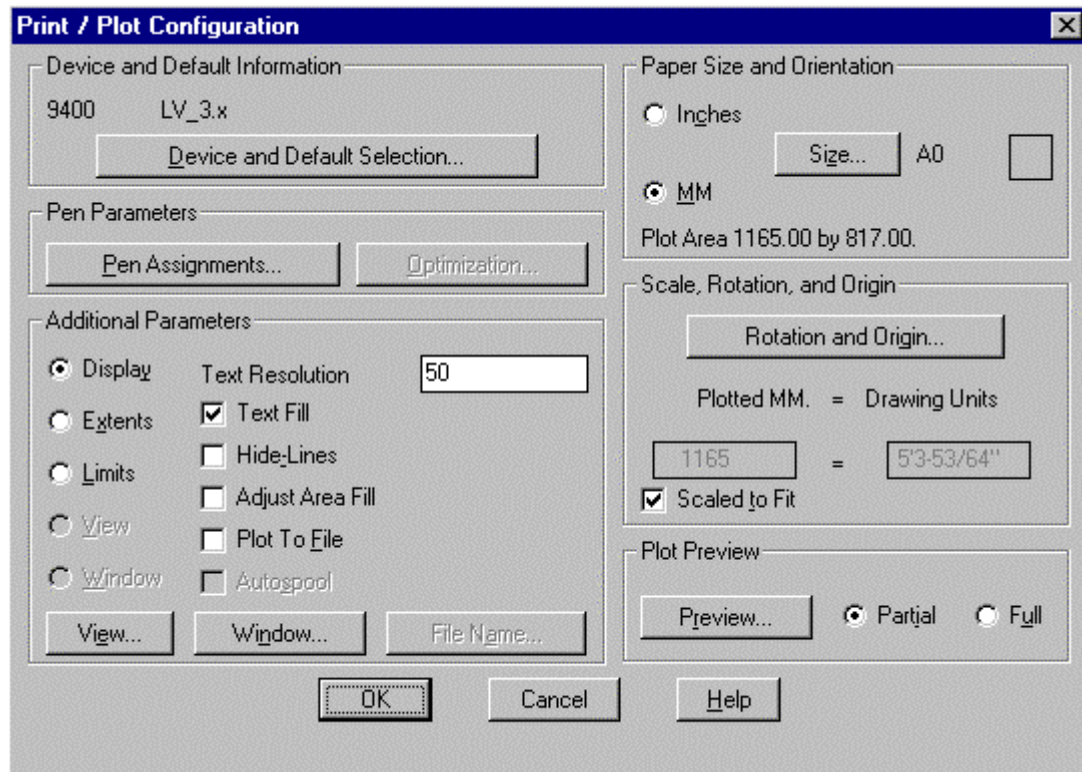 Print / Plot Configuration
Device and Default Information
9400 LV_3.x
Device and Default Selection...
Pen Parameters
Pen Assignments...
Optimization...
Additional Parameters
Display
Extents
Limits
View
Window
Text Resolution
50
Text Fill
Hide-Lines
Adjust Area Fill
Plot To File
Autospool
View...
Window...
File Name...
Paper Size and Orientation
Inches
Size...
A0
MM
Plot Area 1165.00 by 817.00.
Scale, Rotation, and Origin
Rotation and Origin...
Plotted MM. = Drawing Units
1165 = 5'3-53/64"
Scaled to Fit
Plot Preview
Preview...
Partial
Full
OK
Cancel
Help